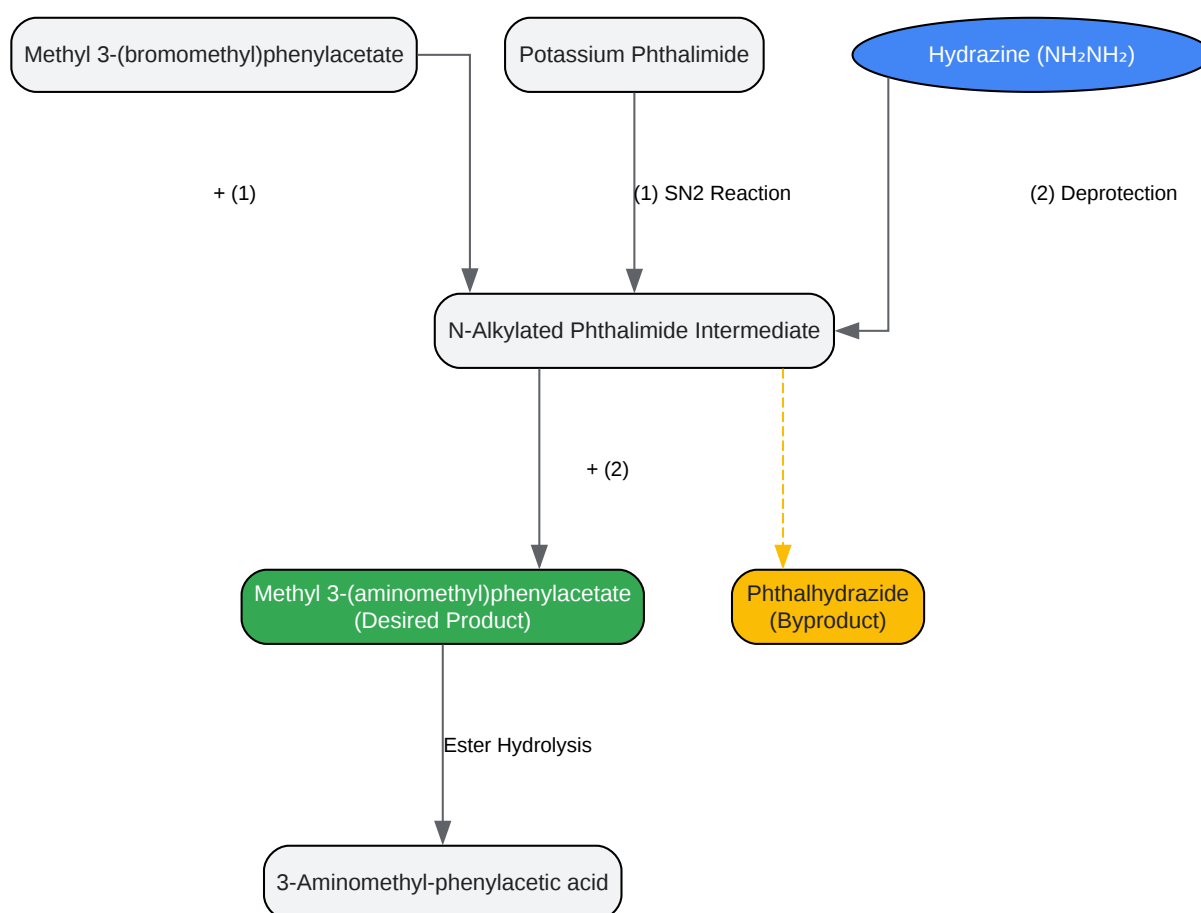 Methyl 3-(bromomethyl)phenylacetate
Potassium Phthalimide
Hydrazine (NH₂NH₂)
+ (1)
(1) SN2 Reaction
(2) Deprotection
N-Alkylated Phthalimide Intermediate
+ (2)
Methyl 3-(aminomethyl)phenylacetate
(Desired Product)
Phthalhydrazide
(Byproduct)
Ester Hydrolysis
3-Aminomethyl-phenylacetic acid